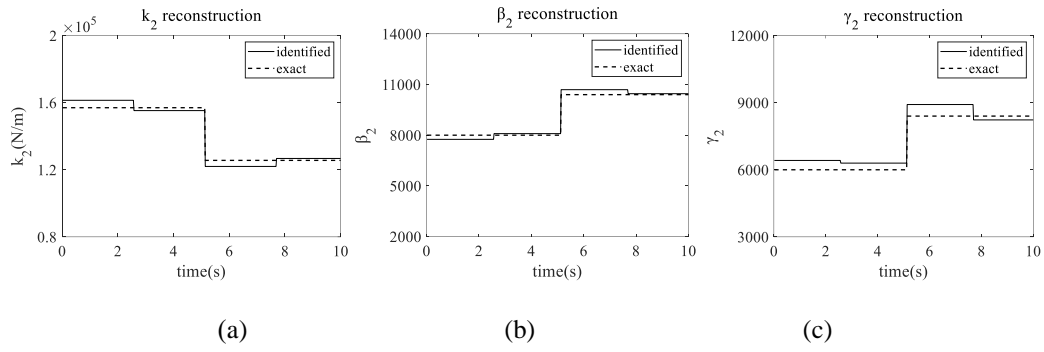 k₂ reconstruction
×10⁵
2
1.6
1.2
0.8
k₂(N/m)
identified
exact
0 2 4 6 8 10
time(s)
(a)
β₂ reconstruction
14000
11000
8000
5000
2000
β₂
identified
exact
0 2 4 6 8 10
time(s)
(b)
γ₂ reconstruction
12000
9000
6000
3000
γ₂
identified
exact
0 2 4 6 8 10
time(s)
(c)